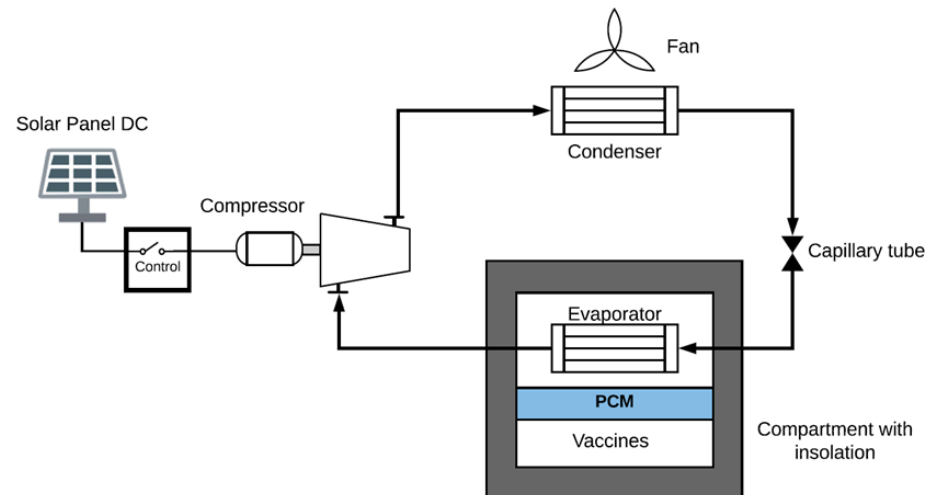 Fan
Solar Panel DC
Condenser
Compressor
Control
Capillary tube
Evaporator
PCM
Vaccines
Compartment with
insolation